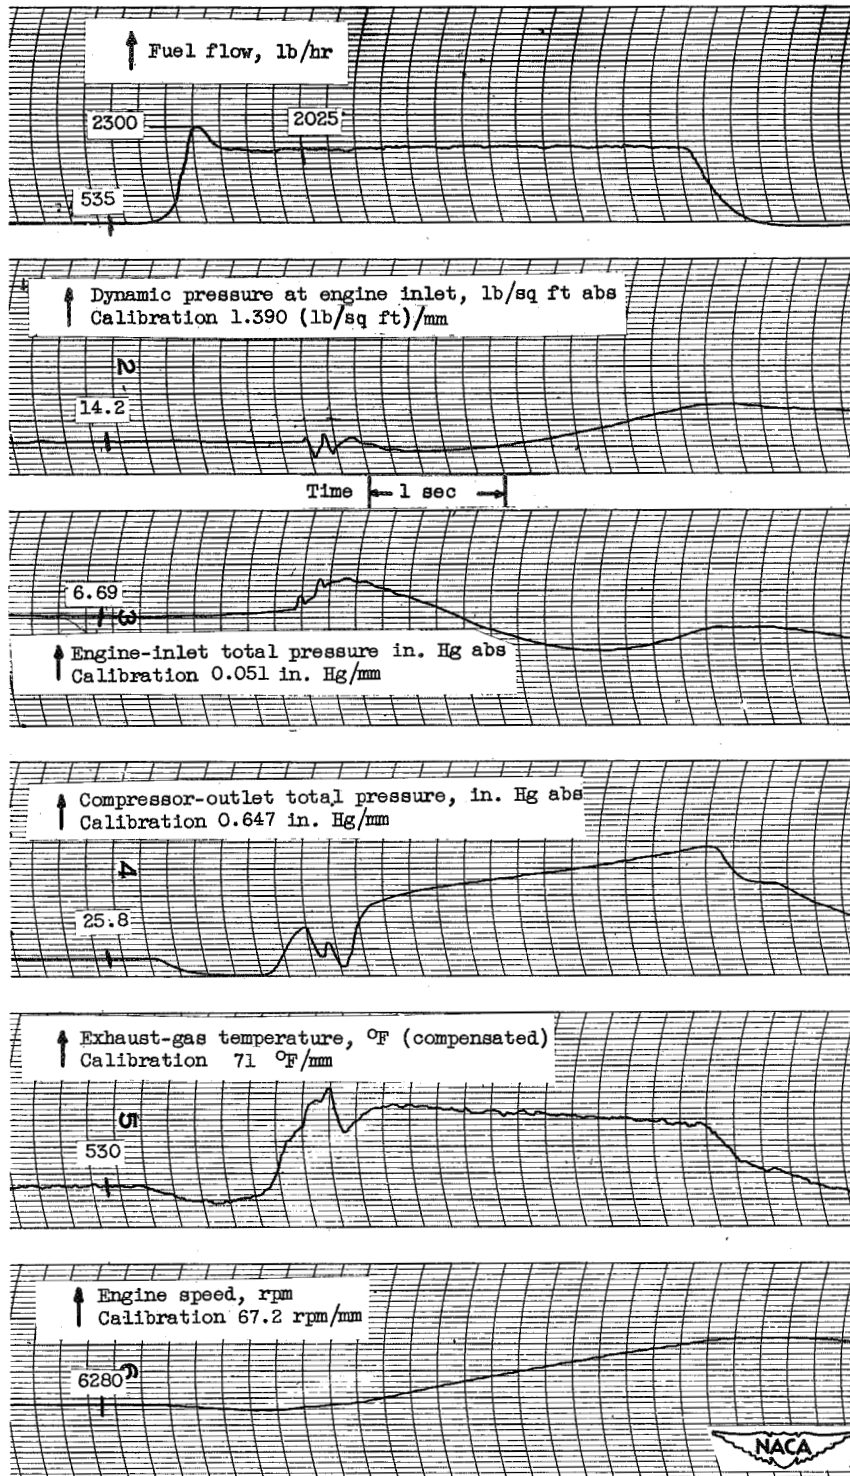 Fuel flow, lb/hr
2300
2025
535
Dynamic pressure at engine inlet, lb/sq ft abs
Calibration 1.390 (lb/sq ft)/mm
2
14.2
Time 1 sec
6.69
3
Engine-inlet total pressure in. Hg abs
Calibration 0.051 in. Hg/mm
Compressor-outlet total pressure, in. Hg abs
Calibration 0.647 in. Hg/mm
4
25.8
Exhaust-gas temperature, °F (compensated)
Calibration 71 °F/mm
5
530
Engine speed, rpm
Calibration 67.2 rpm/mm
6280
6
NACA